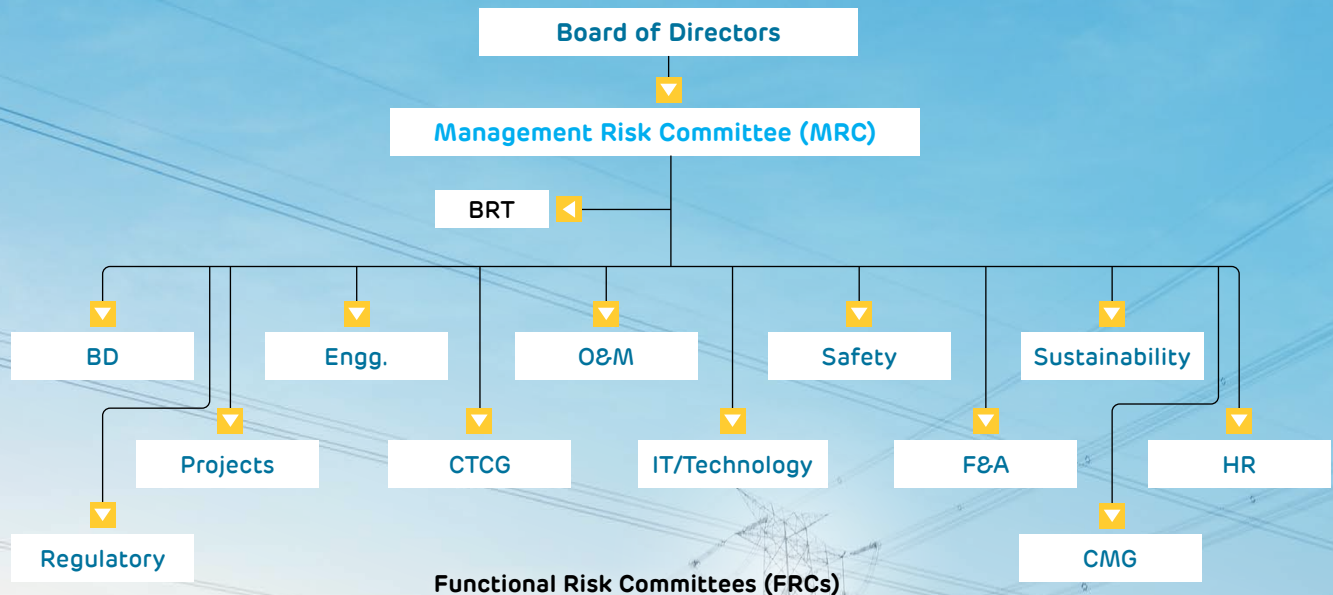 Board of Directors
Management Risk Committee (MRC)
BRT
BD
Engg.
O&M
Safety
Sustainability
Projects
CTCG
IT/Technology
F&A
HR
Regulatory
CMG
Functional Risk Committees (FRCs)